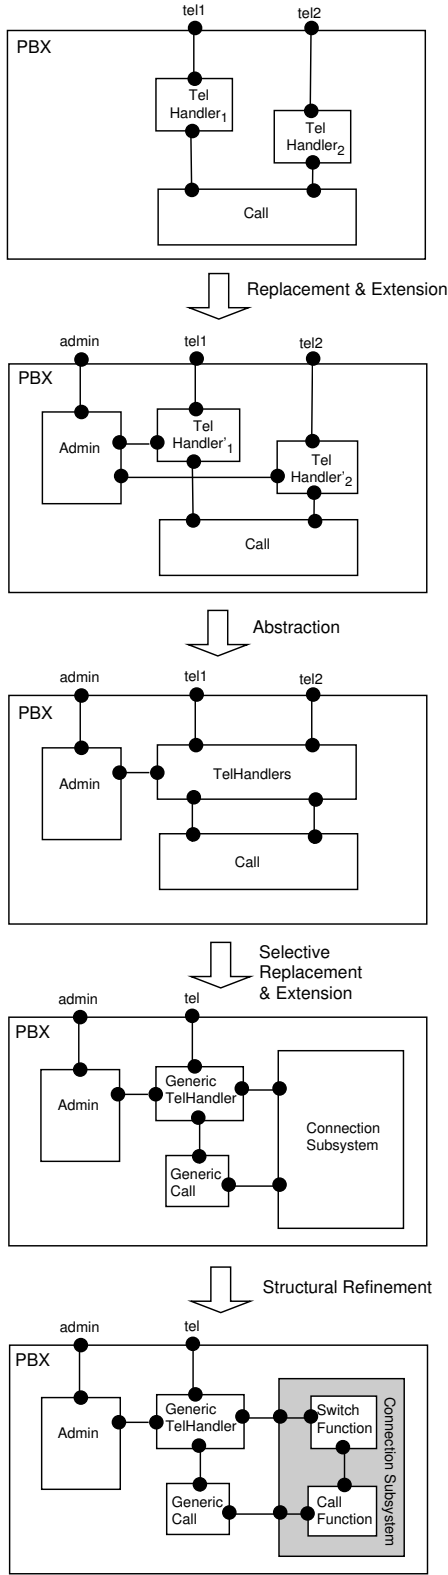 tel1
tel2
PBX
Tel
Handler1
Tel
Handler2
Call
Replacement & Extension
admin
tel1
tel2
PBX
Admin
Tel
Handler'1
Tel
Handler'2
Call
Abstraction
admin
tel1
tel2
PBX
Admin
TelHandlers
Call
Selective
Replacement
& Extension
admin
tel
PBX
Admin
Generic
TelHandler
Connection
Subsystem
Generic
Call
Structural Refinement
admin
tel
PBX
Admin
Generic
TelHandler
Switch
Function
Connection Subsystem
Generic
Call
Call
Function